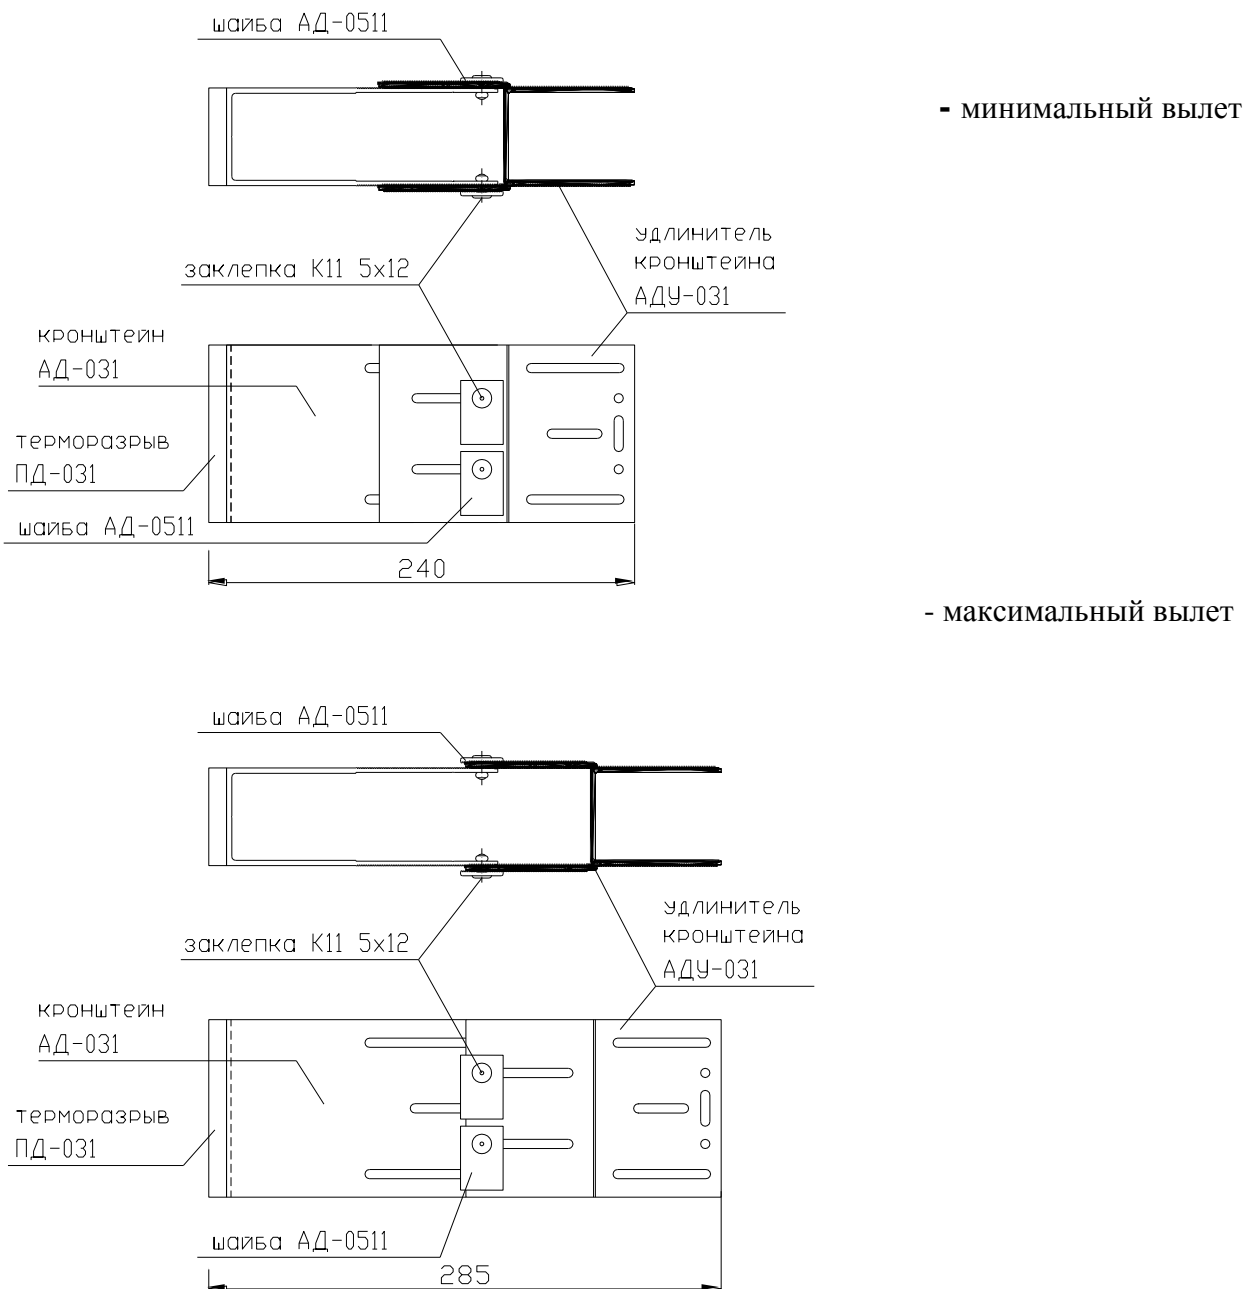 шайба АД-0511
- минимальный вылет
удлинитель
кронштейна
АДУ-031
заклепка К11 5х12
кронштейн
АД-031
терморазрыв
ПД-031
шайба АД-0511
240
- максимальный вылет
шайба АД-0511
удлинитель
кронштейна
АДУ-031
заклепка К11 5х12
кронштейн
АД-031
терморазрыв
ПД-031
шайба АД-0511
285